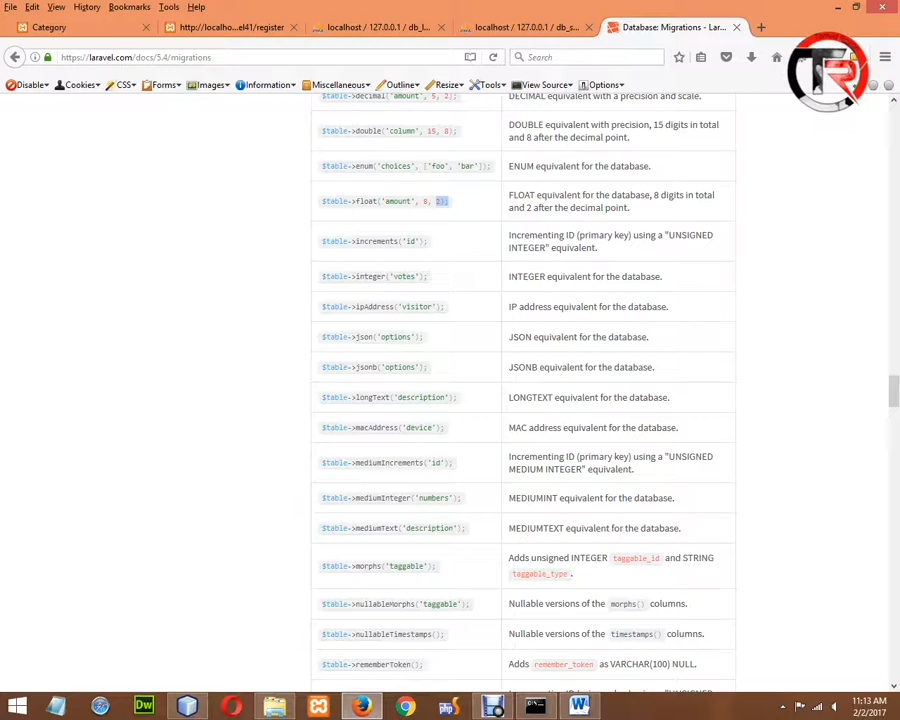 File Edit View History Bookmarks Tools Help
Category
http://localho...el41/register
localhost / 127.0.0.1 / db_l...
localhost / 127.0.0.1 / db_s...
Database: Migrations - Lar...
https://laravel.com/docs/5.4/migrations
Search
Disable Cookies CSS Forms Images Information Miscellaneous Outline Resize Tools View Source Options
$table->decimal('amount', 5, 2); DECIMAL equivalent with a precision and scale.
$table->double('column', 15, 8); DOUBLE equivalent with precision, 15 digits in total
and 8 after the decimal point.
$table->enum('choices', ['foo', 'bar']); ENUM equivalent for the database.
$table->float('amount', 8, 2); FLOAT equivalent for the database, 8 digits in total
and 2 after the decimal point.
$table->increments('id'); Incrementing ID (primary key) using a "UNSIGNED
INTEGER" equivalent.
$table->integer('votes'); INTEGER equivalent for the database.
$table->ipAddress('visitor'); IP address equivalent for the database.
$table->json('options'); JSON equivalent for the database.
$table->jsonb('options'); JSONB equivalent for the database.
$table->longText('description'); LONGTEXT equivalent for the database.
$table->macAddress('device'); MAC address equivalent for the database.
$table->mediumIncrements('id'); Incrementing ID (primary key) using a "UNSIGNED
MEDIUM INTEGER" equivalent.
$table->mediumInteger('numbers'); MEDIUMINT equivalent for the database.
$table->mediumText('description'); MEDIUMTEXT equivalent for the database.
$table->morphs('taggable'); Adds unsigned INTEGER taggable_id and STRING
taggable_type.
$table->nullableMorphs('taggable'); Nullable versions of the morphs() columns.
$table->nullableTimestamps(); Nullable versions of the timestamps() columns.
$table->rememberToken(); Adds remember_token as VARCHAR(100) NULL.
Dw
php
11:13 AM
2/2/2017